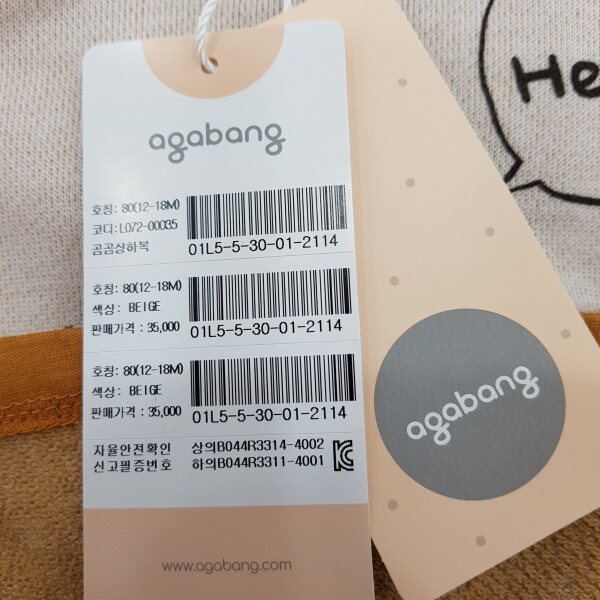 agabang
호칭: 80(12-18M)
코디:L072-00035
곰곰상하복
01L5-5-30-01-2114
호칭: 80(12-18M)
색상: BEIGE
판매가격 : 35,000
01L5-5-30-01-2114
호칭: 80(12-18M)
색상: BEIGE
판매가격 : 35,000
01L5-5-30-01-2114
자율안전확인 상의B044R3314-4002
신고필증번호 하의B044R3311-4001
www.agabang.com
agabang
He